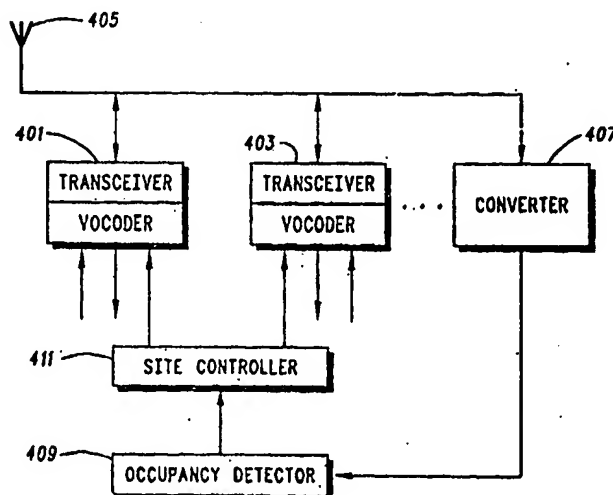 405
401
TRANSCEIVER
VOCODER
403
TRANSCEIVER
VOCODER
...
407
CONVERTER
411
SITE CONTROLLER
409
OCCUPANCY DETECTOR